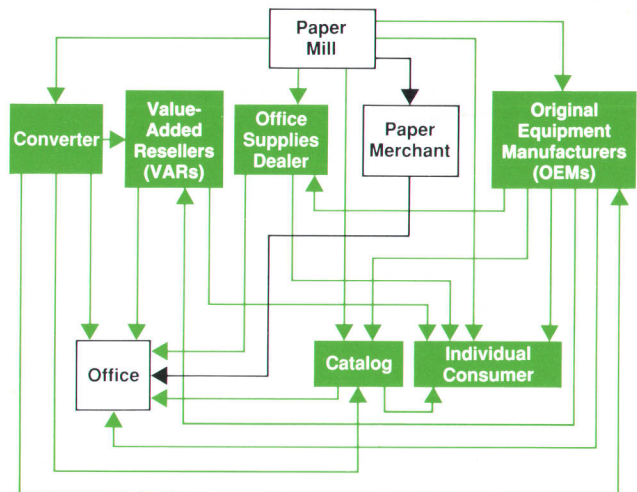 Paper
Mill
Converter
Value-
Added
Resellers
(VARs)
Office
Supplies
Dealer
Paper
Merchant
Original
Equipment
Manufacturers
(OEMs)
Office
Catalog
Individual
Consumer